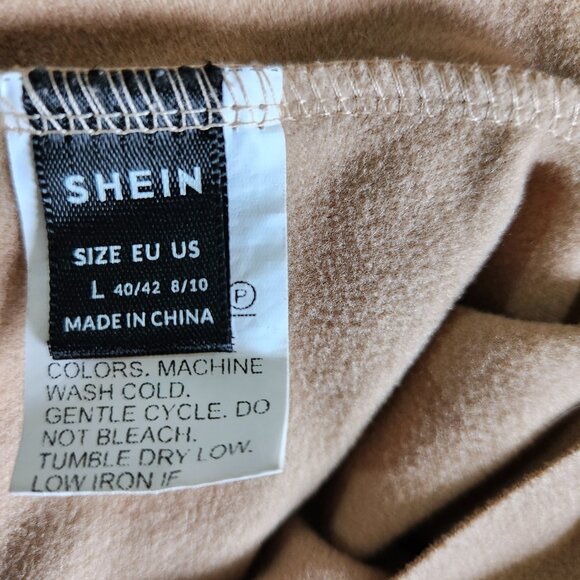 SHEIN
SIZE EU US
L 40/42 8/10
MADE IN CHINA
P
COLORS. MACHINE
WASH COLD.
GENTLE CYCLE. DO
NOT BLEACH.
TUMBLE DRY LOW.
LOW IRON IF